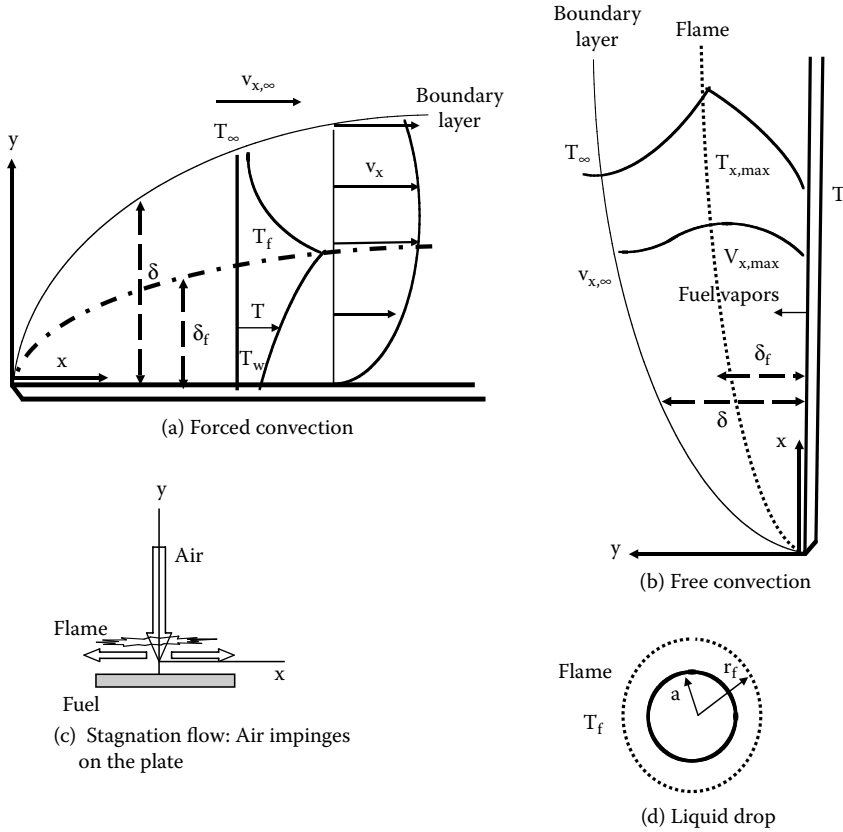 v_{x,∞}
Boundary
layer
y
T_∞
v_x
T_f
δ
T
δ_f
T_w
x
(a) Forced convection
Boundary
layer
Flame
T_∞
T_{x,max}
T
V_{x,max}
v_{x,∞}
Fuel vapors
δ_f
δ
x
y
(b) Free convection
y
Air
Flame
x
Fuel
(c) Stagnation flow: Air impinges
on the plate
Flame
r_f
a
T_f
(d) Liquid drop